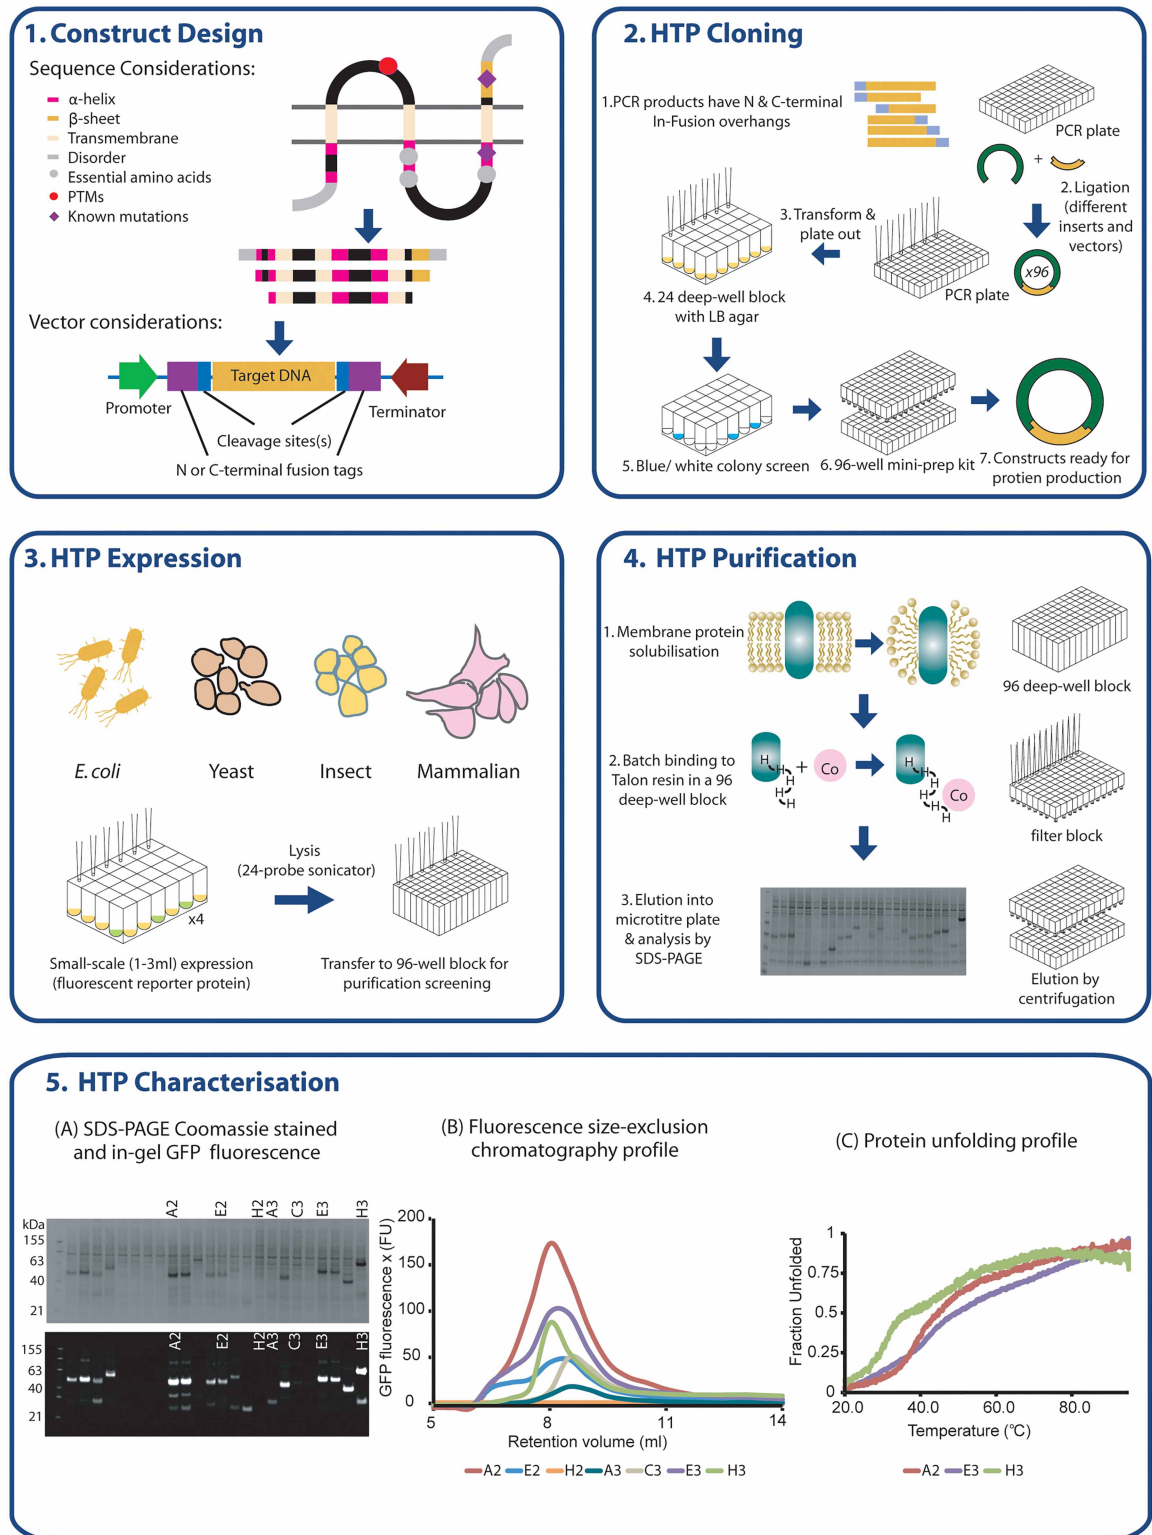 1. Construct Design
Sequence Considerations:
α-helix
β-sheet
Transmembrane
Disorder
Essential amino acids
PTMs
Known mutations
Vector considerations:
Target DNA
Promoter
Terminator
Cleavage sites(s)
N or C-terminal fusion tags
2. HTP Cloning
1.PCR products have N & C-terminal
In-Fusion overhangs
PCR plate
+
2. Ligation
(different
inserts and
vectors)
x96
PCR plate
3. Transform &
plate out
4. 24 deep-well block
with LB agar
5. Blue/ white colony screen
6. 96-well mini-prep kit
7. Constructs ready for
protien production
3. HTP Expression
E. coli
Yeast
Insect
Mammalian
x4
Lysis
(24-probe sonicator)
Small-scale (1-3ml) expression
(fluorescent reporter protein)
Transfer to 96-well block for
purification screening
4. HTP Purification
1. Membrane protein
solubilisation
96 deep-well block
2. Batch binding to
Talon resin in a 96
deep-well block
H
H
H
H
H
+
Co
H
H
H
H
H
H
Co
filter block
3. Elution into
microtitre plate
& analysis by
SDS-PAGE
Elution by
centrifugation
5. HTP Characterisation
(A) SDS-PAGE Coomassie stained
and in-gel GFP fluorescence
kDa
155
63
40
21
A2
E2
H2
A3
C3
E3
H3
155
63
40
21
A2
E2
H2
A3
C3
E3
H3
(B) Fluorescence size-exclusion
chromatography profile
GFP fluorescence x (FU)
200
150
100
50
0
5
8
11
14
Retention volume (ml)
A2
E2
H2
A3
C3
E3
H3
(C) Protein unfolding profile
Fraction Unfolded
1
0.75
0.5
0.25
0
20.0
40.0
60.0
80.0
Temperature (°C)
A2
E3
H3